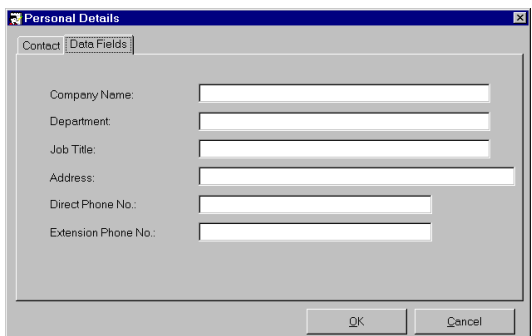 Personal Details
Contact Data Fields
Company Name:
Department:
Job Title:
Address:
Direct Phone No.:
Extension Phone No.:
OK Cancel